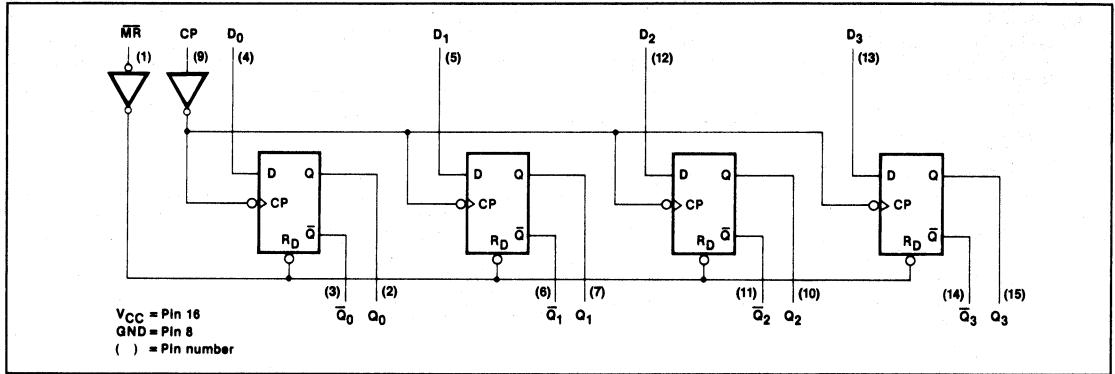 M̅R̅ CP D0 D1 D2 D3
(1) (9) (4) (5) (12) (13)
D Q D Q D Q D Q
CP CP CP CP
RD Q̅ RD Q̅ RD Q̅ RD Q̅
(3) (2) (6) (7) (11) (10) (14) (15)
Q̅0 Q0 Q̅1 Q1 Q̅2 Q2 Q̅3 Q3
VCC = Pin 16
GND = Pin 8
( ) = Pin number